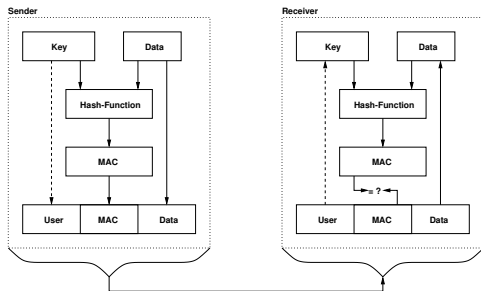 Sender
Key
Data
Hash-Function
MAC
User
MAC
Data
Receiver
Key
Data
Hash-Function
MAC
= ?
User
MAC
Data